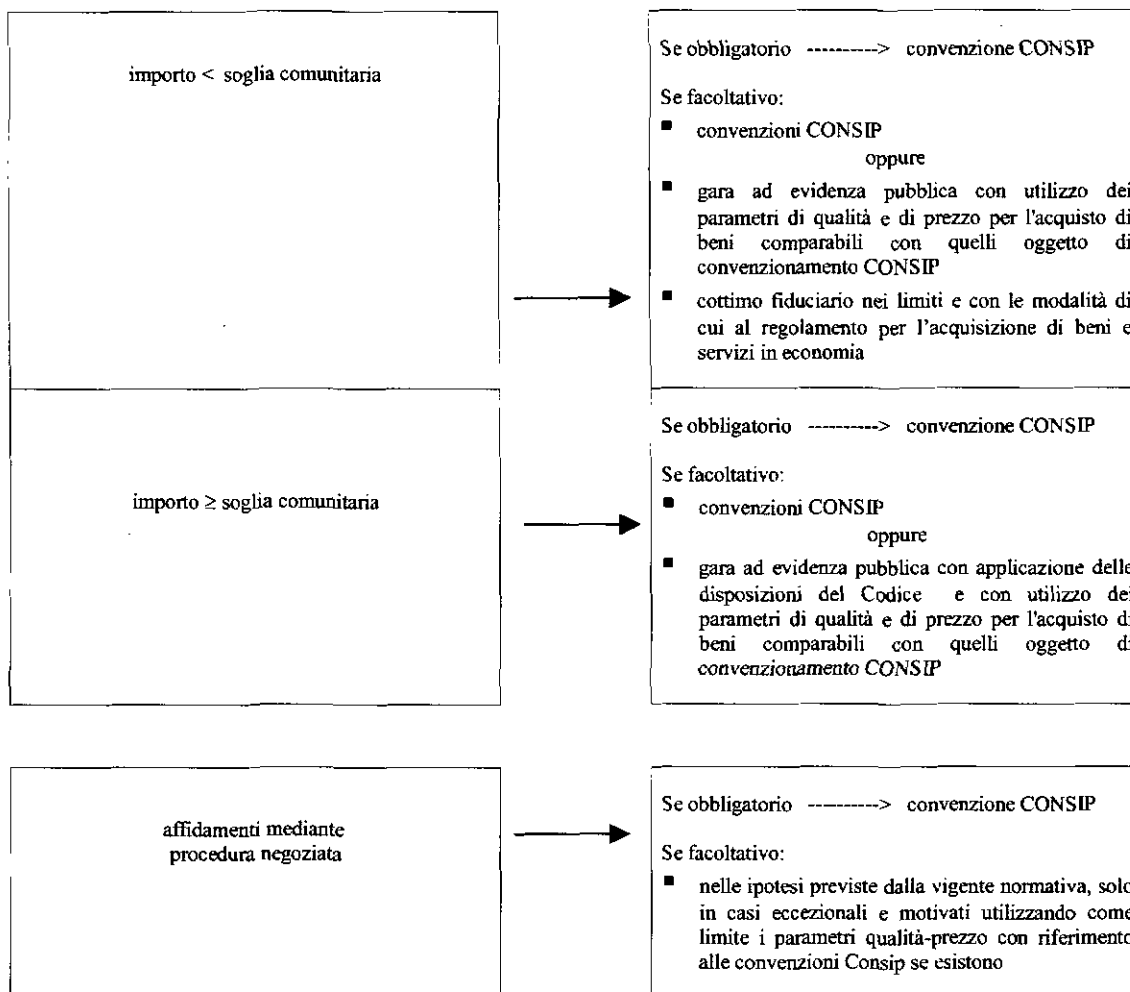 importo < soglia comunitaria
Se obbligatorio ----------> convenzione CONSIP
Se facoltativo:
▪ convenzioni CONSIP
oppure
▪ gara ad evidenza pubblica con utilizzo dei
parametri di qualità e di prezzo per l'acquisto di
beni comparabili con quelli oggetto di
convenzionamento CONSIP
▪ cottimo fiduciario nei limiti e con le modalità di
cui al regolamento per l'acquisizione di beni e
servizi in economia
importo ≥ soglia comunitaria
Se obbligatorio ----------> convenzione CONSIP
Se facoltativo:
▪ convenzioni CONSIP
oppure
▪ gara ad evidenza pubblica con applicazione delle
disposizioni del Codice e con utilizzo dei
parametri di qualità e di prezzo per l'acquisto di
beni comparabili con quelli oggetto di
convenzionamento CONSIP
affidamenti mediante
procedura negoziata
Se obbligatorio ---------> convenzione CONSIP
Se facoltativo:
▪ nelle ipotesi previste dalla vigente normativa, solo
in casi eccezionali e motivati utilizzando come
limite i parametri qualità-prezzo con riferimento
alle convenzioni Consip se esistono